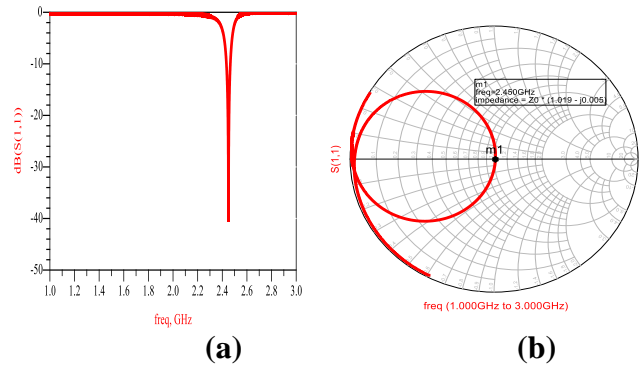 0
-10
-20
-30
-40
-50
dB(S(1,1))
1.0 1.2 1.4 1.6 1.8 2.0 2.2 2.4 2.6 2.8 3.0
freq, GHz
(a)
m1
freq=2.450GHz
impedance = Z0 * (1.019 - j0.005)
m1
S(1,1)
freq (1.000GHz to 3.000GHz)
(b)